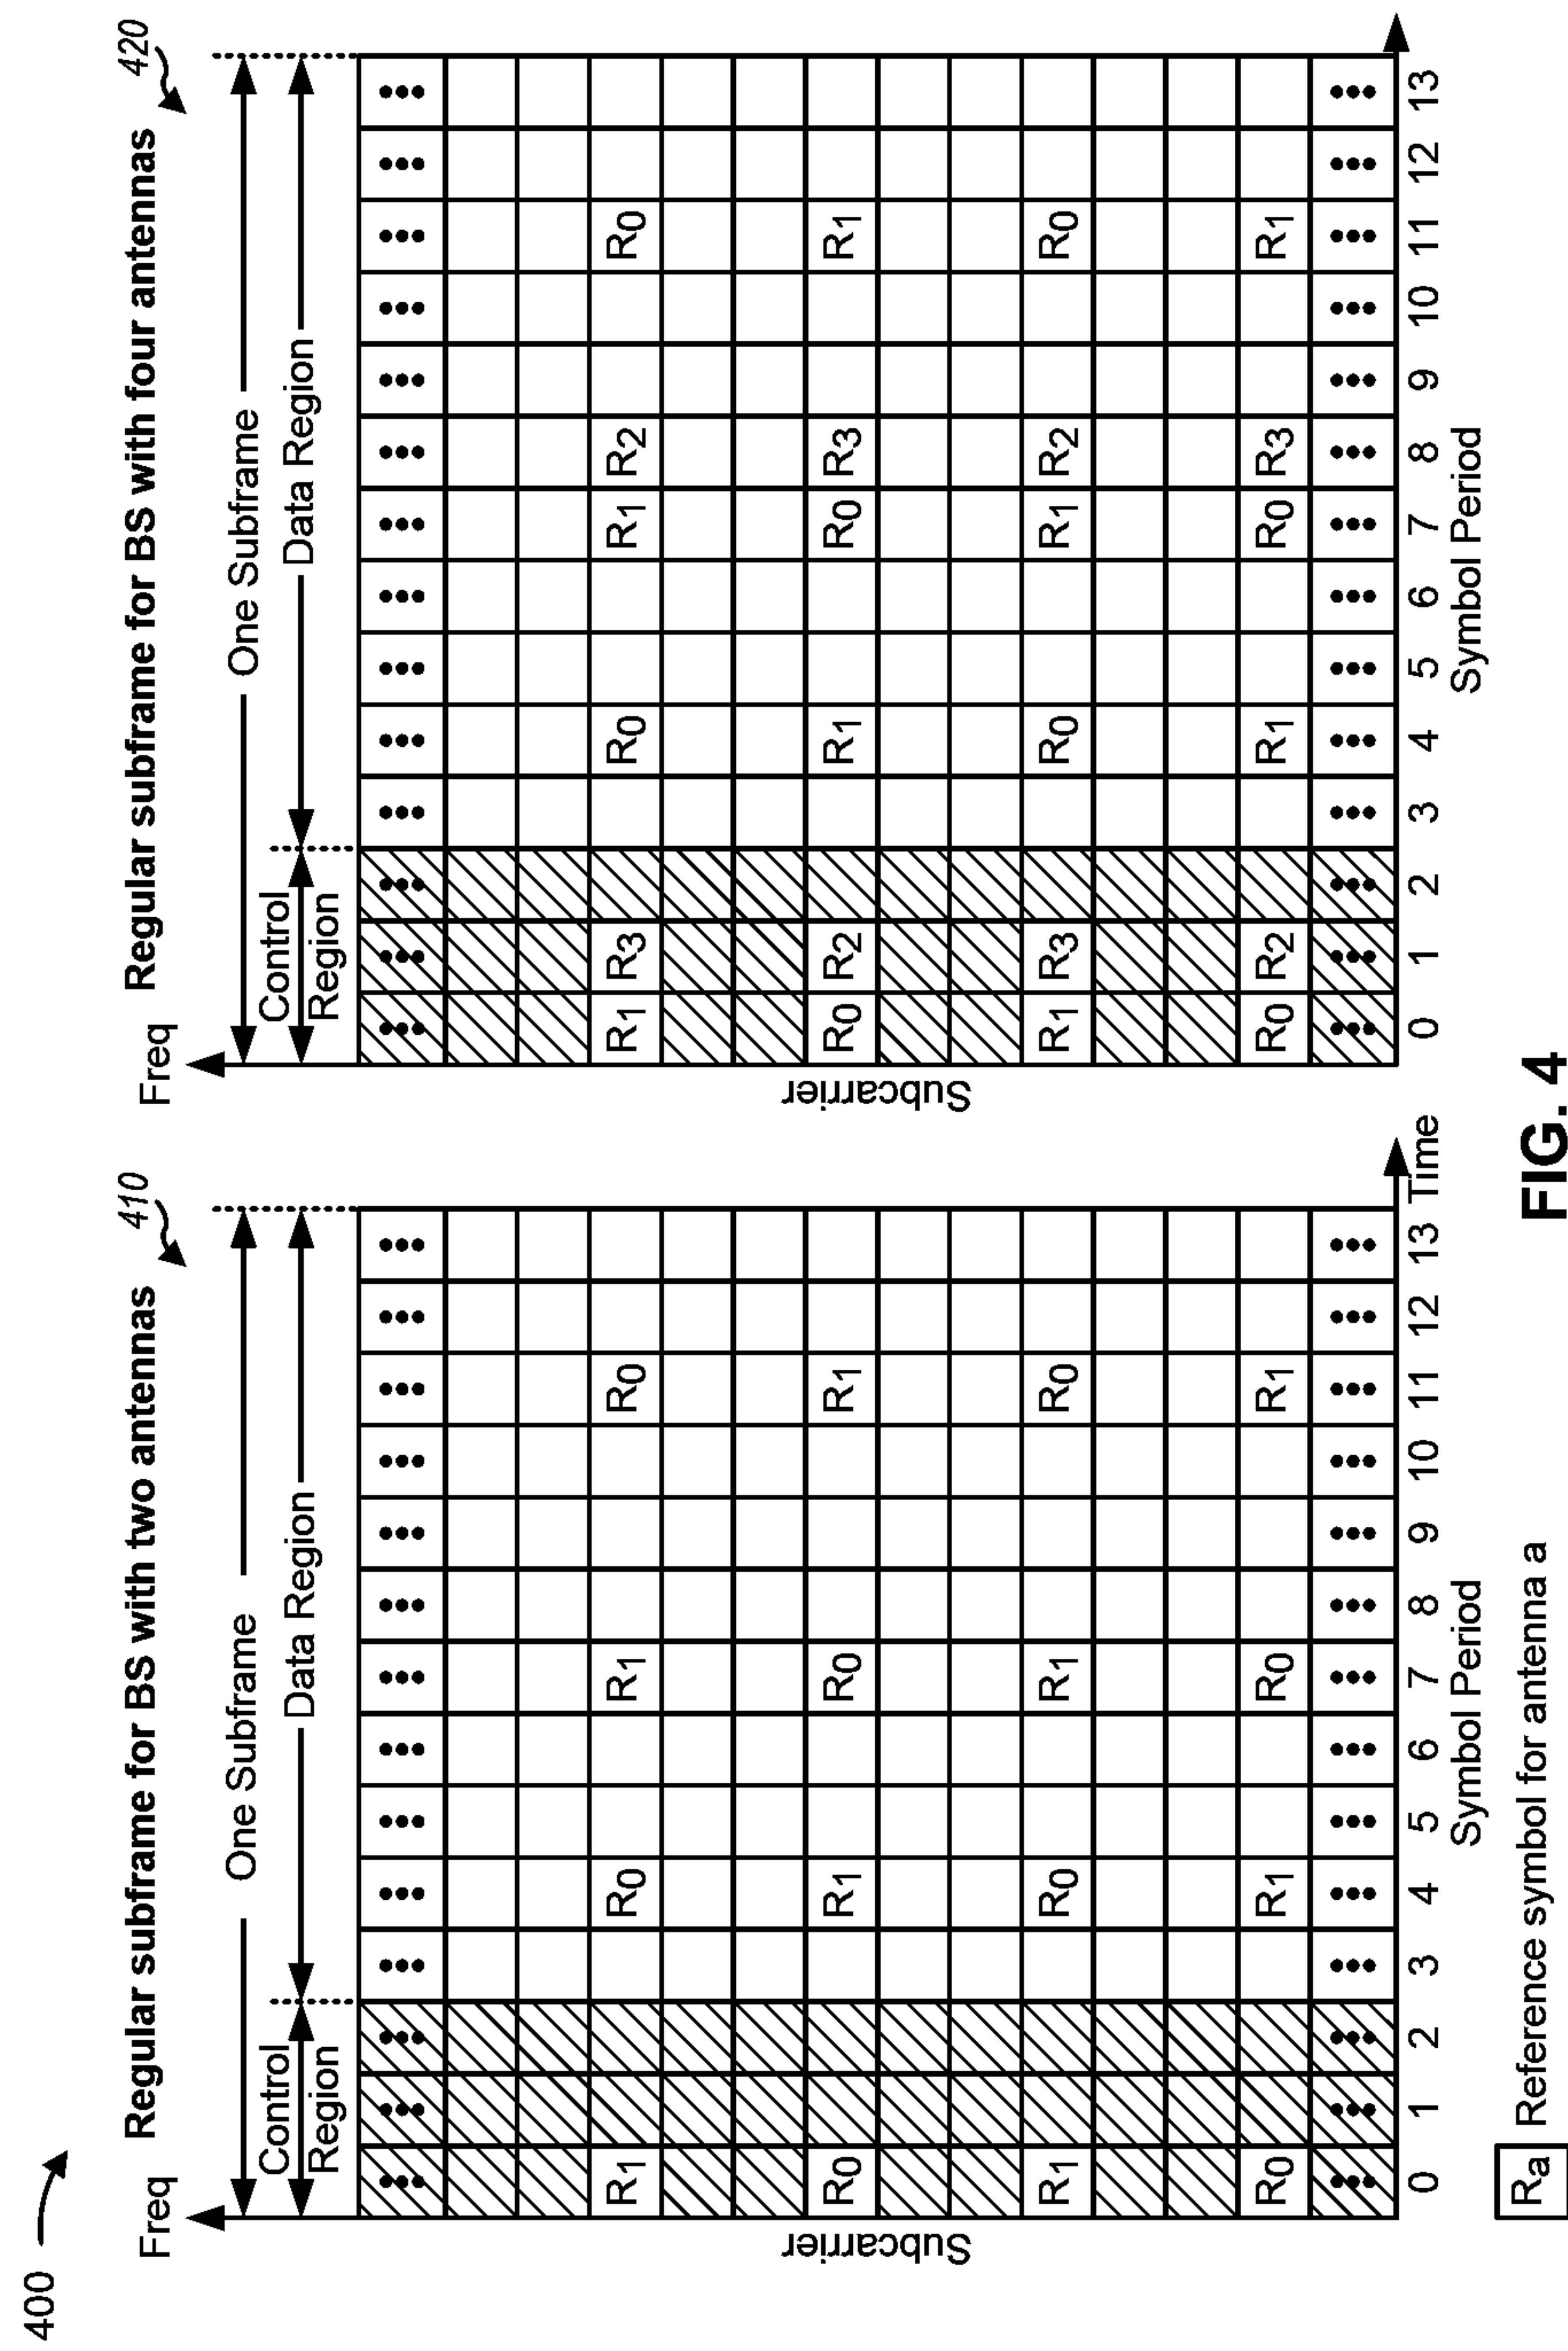 400
Regular subframe for BS with two antennas
410
Freq
One Subframe
Control
Region
Data Region
Subcarrier
••• ••• ••• ••• ••• ••• ••• ••• ••• ••• ••• ••• ••• •••
R1 R0 R1 R0
R0 R1 R0 R1
R1 R0 R1 R0
R0 R1 R0 R1
••• ••• ••• ••• ••• ••• ••• ••• ••• ••• ••• ••• ••• •••
0 1 2 3 4 5 6 7 8 9 10 11 12 13
Time
Symbol Period
Regular subframe for BS with four antennas
420
Freq
One Subframe
Control
Region
Data Region
Subcarrier
••• ••• ••• ••• ••• ••• ••• ••• ••• ••• ••• ••• ••• •••
R1 R3 R0 R1 R2 R0
R0 R2 R1 R0 R3 R1
R1 R3 R0 R1 R2 R0
R0 R2 R1 R0 R3 R1
••• ••• ••• ••• ••• ••• ••• ••• ••• ••• ••• ••• ••• •••
0 1 2 3 4 5 6 7 8 9 10 11 12 13
Symbol Period
Ra Reference symbol for antenna a
FIG. 4